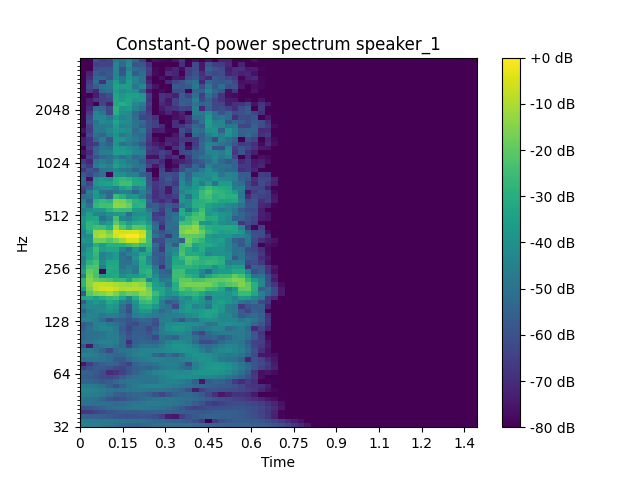 Constant-Q power spectrum speaker_1
Hz
2048
1024
512
256
128
64
32
0 0.15 0.3 0.45 0.6 0.75 0.9 1.1 1.2 1.4
Time
+0 dB
-10 dB
-20 dB
-30 dB
-40 dB
-50 dB
-60 dB
-70 dB
-80 dB